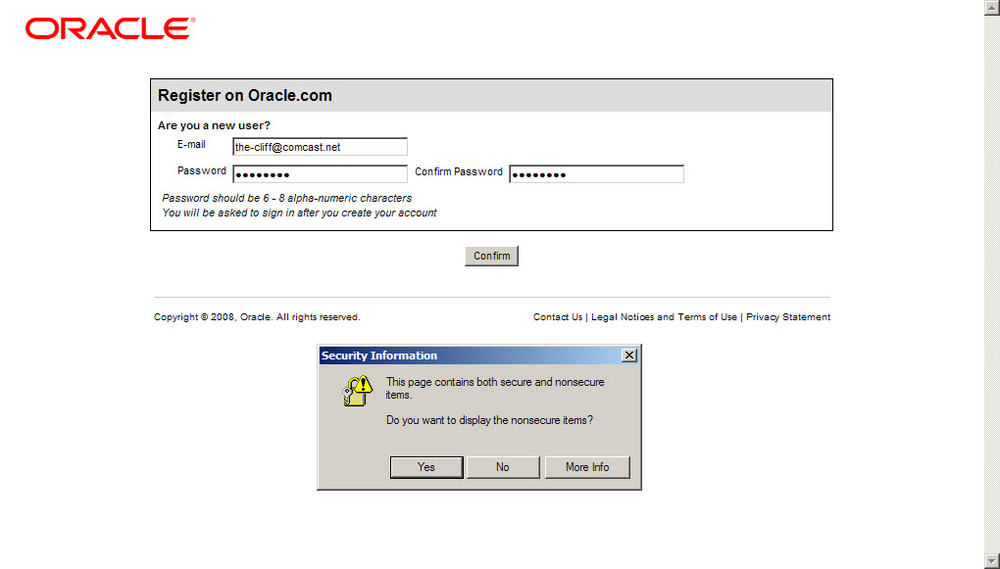 ORACLE®
Register on Oracle.com
Are you a new user?
E-mail the-cliff@comcast.net
Password •••••••• Confirm Password ••••••••
Password should be 6 - 8 alpha-numeric characters
You will be asked to sign in after you create your account
Confirm
Copyright © 2008, Oracle. All rights reserved. Contact Us | Legal Notices and Terms of Use | Privacy Statement
Security Information
This page contains both secure and nonsecure
items.
Do you want to display the nonsecure items?
Yes No More Info